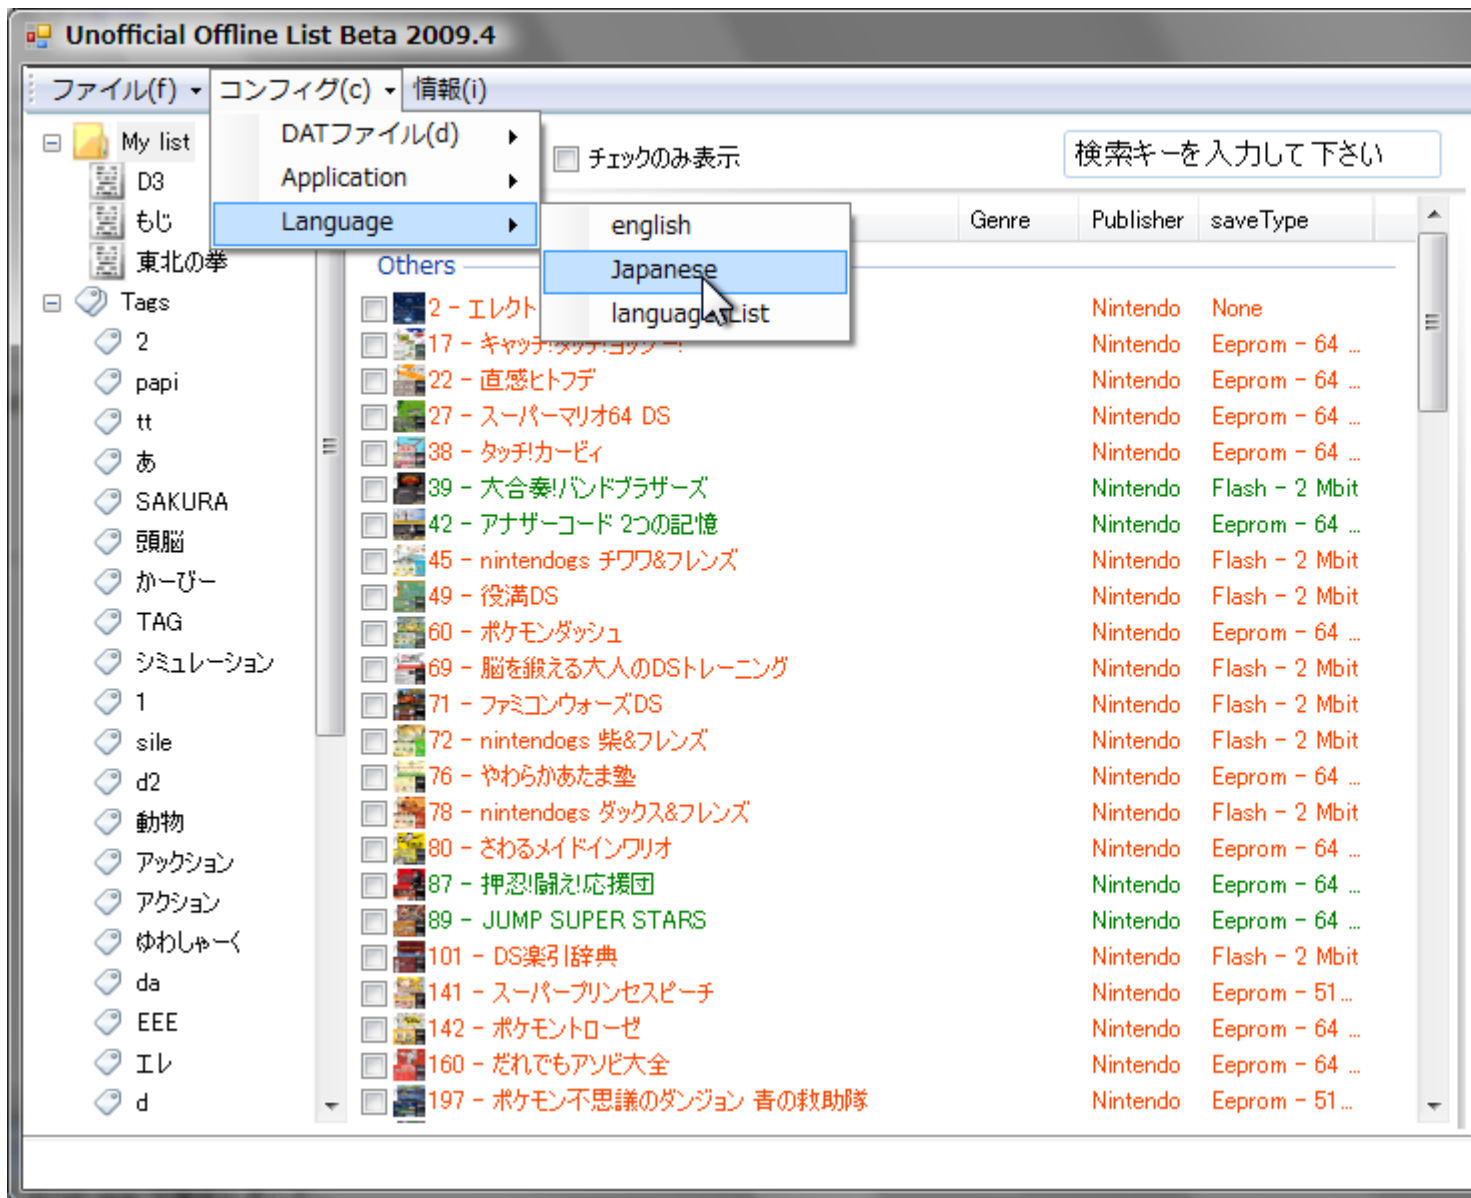 Unofficial Offline List Beta 2009.4
ファイル(f) コンフィグ(c) 情報(i)
DATファイル(d)
Application
Language
english
Japanese
language List
チェックのみ表示
検索キーを入力して下さい
My list
D3
もじ
東北の拳
Tags
2
papi
tt
あ
SAKURA
頭脳
かーびー
TAG
シミュレーション
1
sile
d2
動物
アックション
アクション
ゆわしゃーく
da
EEE
エレ
d
Genre Publisher saveType
Others
2 - エレクト Nintendo None
17 - キャッチ!タッチ!ヨッシー! Nintendo Eeprom - 64 ...
22 - 直感ヒトフデ Nintendo Eeprom - 64 ...
27 - スーパーマリオ64 DS Nintendo Eeprom - 64 ...
38 - タッチ!カービィ Nintendo Eeprom - 64 ...
39 - 大合奏!バンドブラザーズ Nintendo Flash - 2 Mbit
42 - アナザーコード 2つの記憶 Nintendo Eeprom - 64 ...
45 - nintendogs チワワ&フレンズ Nintendo Flash - 2 Mbit
49 - 役満DS Nintendo Flash - 2 Mbit
60 - ポケモンダッシュ Nintendo Eeprom - 64 ...
69 - 脳を鍛える大人のDSトレーニング Nintendo Flash - 2 Mbit
71 - ファミコンウォーズDS Nintendo Flash - 2 Mbit
72 - nintendogs 柴&フレンズ Nintendo Flash - 2 Mbit
76 - やわらかあたま塾 Nintendo Eeprom - 64 ...
78 - nintendogs ダックス&フレンズ Nintendo Flash - 2 Mbit
80 - さわるメイドインワリオ Nintendo Eeprom - 64 ...
87 - 押忍!闘え!応援団 Nintendo Eeprom - 64 ...
89 - JUMP SUPER STARS Nintendo Eeprom - 64 ...
101 - DS楽引辞典 Nintendo Flash - 2 Mbit
141 - スーパープリンセスピーチ Nintendo Eeprom - 51...
142 - ポケモントローゼ Nintendo Eeprom - 64 ...
160 - だれでもアソビ大全 Nintendo Eeprom - 64 ...
197 - ポケモン不思議のダンジョン 青の救助隊 Nintendo Eeprom - 51...